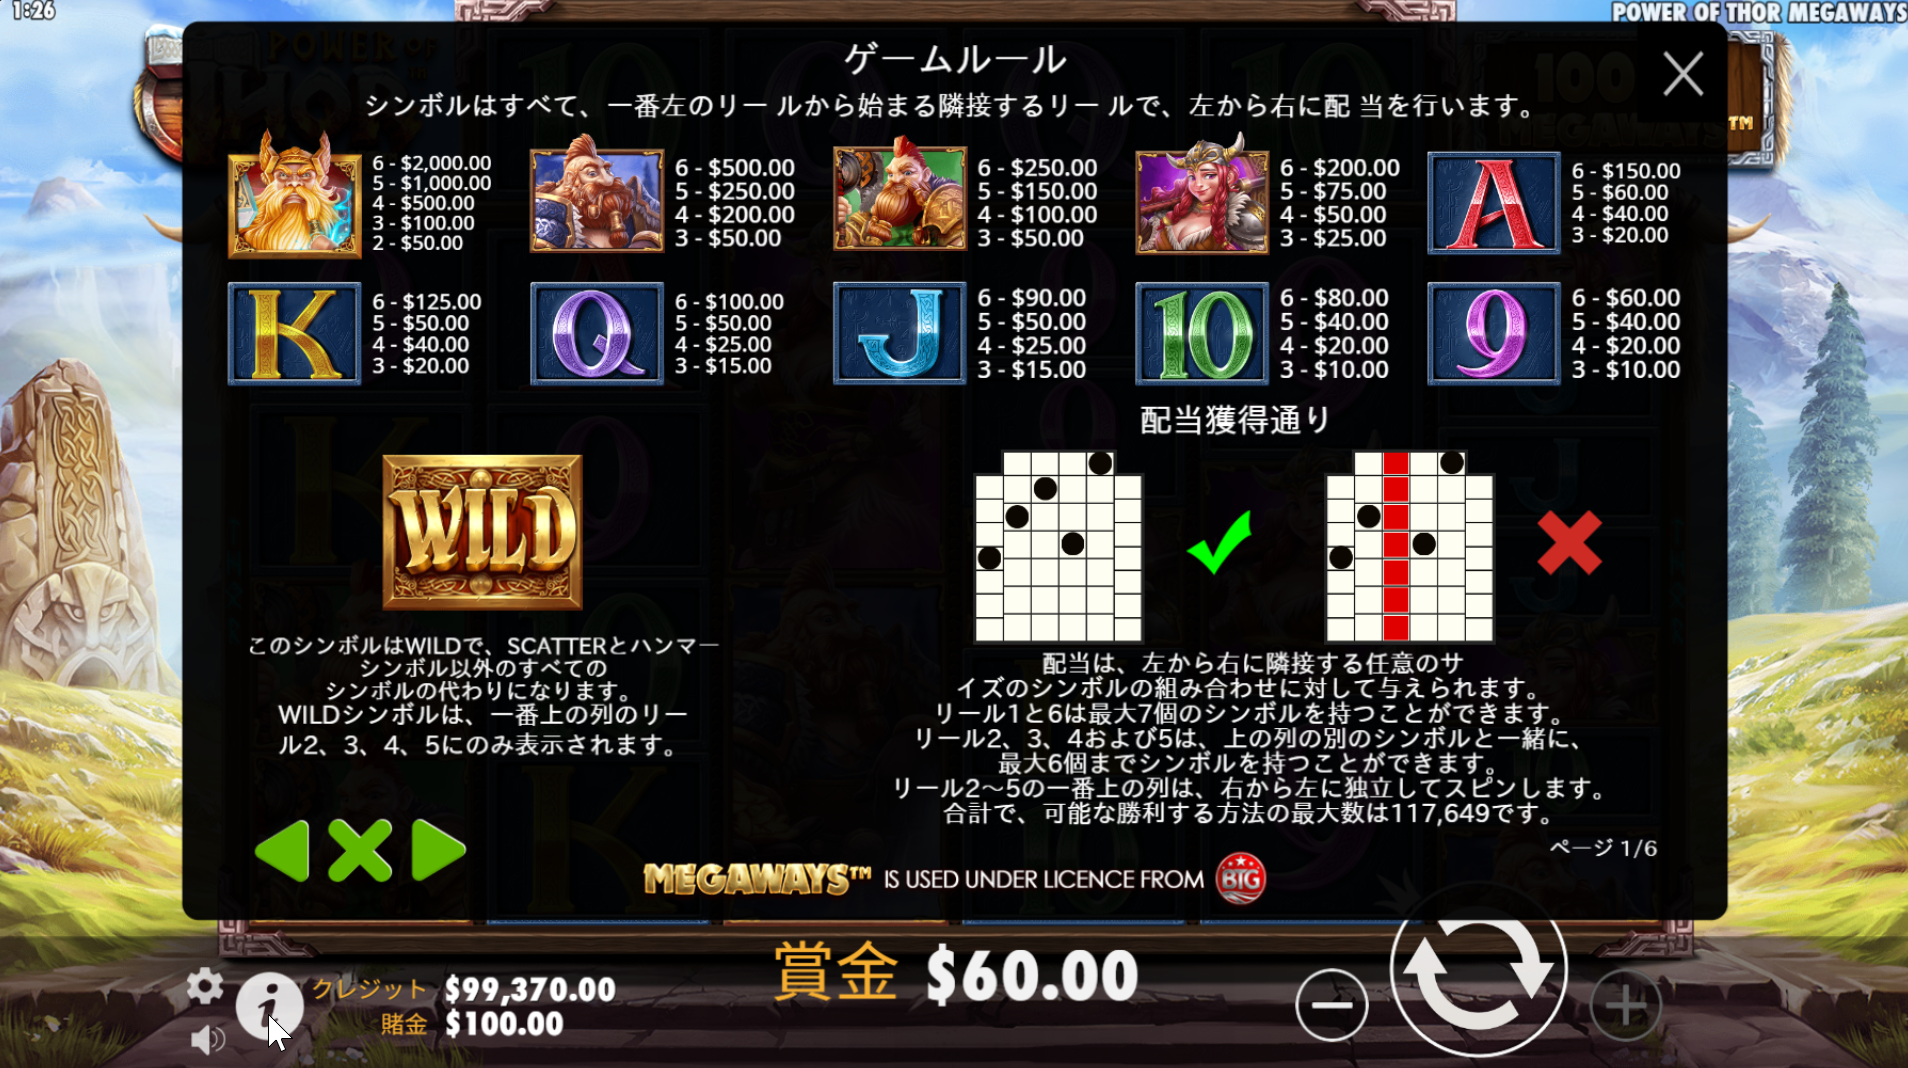 1:26
POWER OF THOR MEGAWAYS
ゲームルール
シンボルはすべて、一番左のリー ルから始まる隣接するリー ルで、左から右に配 当を行います。
6 - $2,000.00
5 - $1,000.00
4 - $500.00
3 - $100.00
2 - $50.00
6 - $500.00
5 - $250.00
4 - $200.00
3 - $50.00
6 - $250.00
5 - $150.00
4 - $100.00
3 - $50.00
6 - $200.00
5 - $75.00
4 - $50.00
3 - $25.00
A
6 - $150.00
5 - $60.00
4 - $40.00
3 - $20.00
K
6 - $125.00
5 - $50.00
4 - $40.00
3 - $20.00
Q
6 - $100.00
5 - $50.00
4 - $25.00
3 - $15.00
J
6 - $90.00
5 - $50.00
4 - $25.00
3 - $15.00
10
6 - $80.00
5 - $40.00
4 - $20.00
3 - $10.00
9
6 - $60.00
5 - $40.00
4 - $20.00
3 - $10.00
WILD
このシンボルはWILDで、SCATTERとハンマー
シンボル以外のすべての
シンボルの代わりになります。
WILDシンボルは、一番上の列のリー
ル2、3、4、5にのみ表示されます。
配当獲得通り
配当は、左から右に隣接する任意のサ
イズのシンボルの組み合わせに対して与えられます。
リール1と6は最大7個のシンボルを持つことができます。
リール2、3、4および5は、上の列の別のシンボルと一緒に、
最大6個までシンボルを持つことができます。
リール2～5の一番上の列は、右から左に独立してスピンします。
合計で、可能な勝利する方法の最大数は117,649です。
ページ 1/6
MEGAWAYS™ IS USED UNDER LICENCE FROM BTG
クレジット $99,370.00
賭金 $100.00
賞金 $60.00